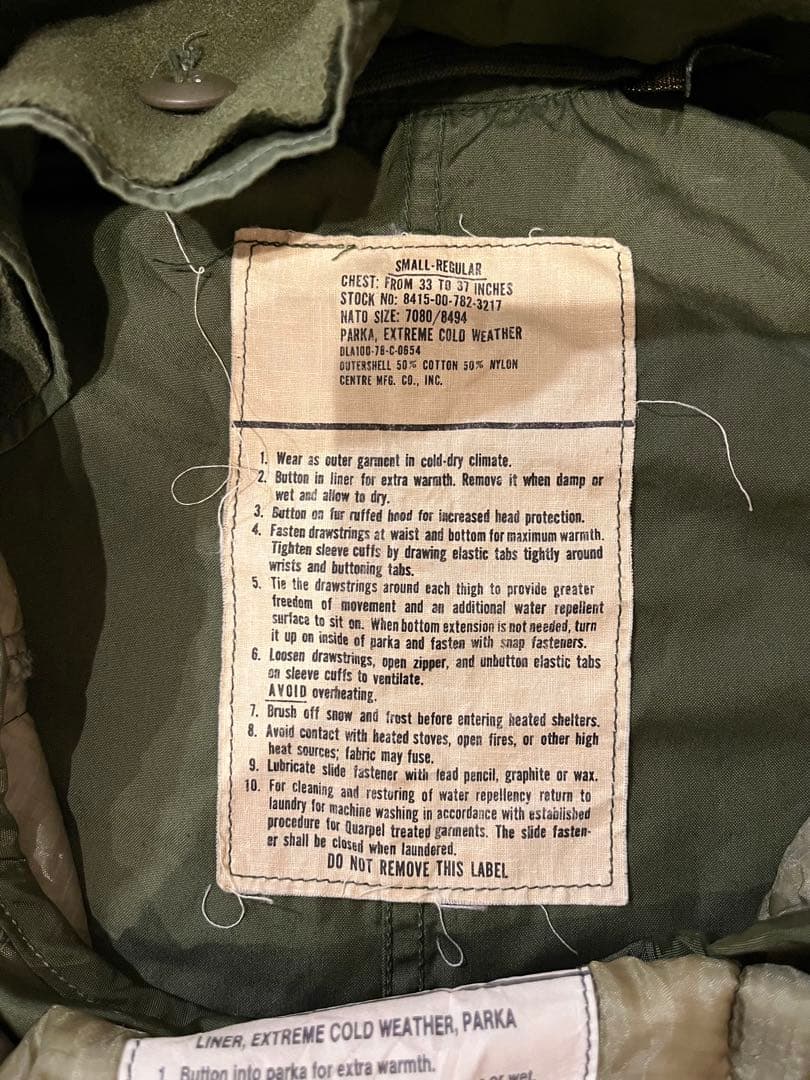 SMALL-REGULAR
CHEST: FROM 33 TO 37 INCHES
STOCK NO: 8415-00-782-3217
NATO SIZE: 7080/8494
PARKA, EXTREME COLD WEATHER
DLA100-78-C-0654
OUTERSHELL 50% COTTON 50% NYLON
CENTRE MFG. CO., INC.
1. Wear as outer garment in cold-dry climate.
2. Button in liner for extra warmth. Remove it when damp or
wet and allow to dry.
3. Button on fur ruffed hood for increased head protection.
4. Fasten drawstrings at waist and bottom for maximum warmth.
Tighten sleeve cuffs by drawing elastic tabs tightly around
wrists and buttoning tabs.
5. Tie the drawstrings around each thigh to provide greater
freedom of movement and an additional water repellent
surface to sit on. When bottom extension is not needed, turn
it up on inside of parka and fasten with snap fasteners.
6. Loosen drawstrings, open zipper, and unbutton elastic tabs
on sleeve cuffs to ventilate.
AVOID overheating.
7. Brush off snow and frost before entering heated shelters.
8. Avoid contact with heated stoves, open fires, or other high
heat sources; fabric may fuse.
9. Lubricate slide fastener with lead pencil, graphite or wax.
10. For cleaning and restoring of water repellency return to
laundry for machine washing in accordance with established
procedure for Quarpel treated garments. The slide fasten-
er shall be closed when laundered.
DO NOT REMOVE THIS LABEL
LINER, EXTREME COLD WEATHER, PARKA
1 Button into parka for extra warmth.
or wet